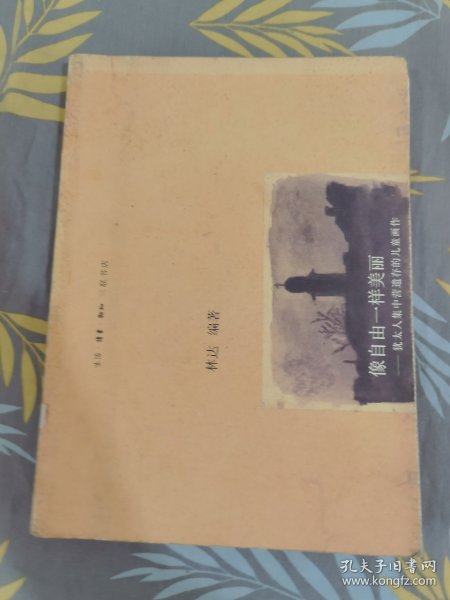 像自由一样美丽
——犹太人集中营遗存的儿童画作
林达 编著
生活·读书·新知 三联书店
孔夫子旧书网
www.kongfz.com